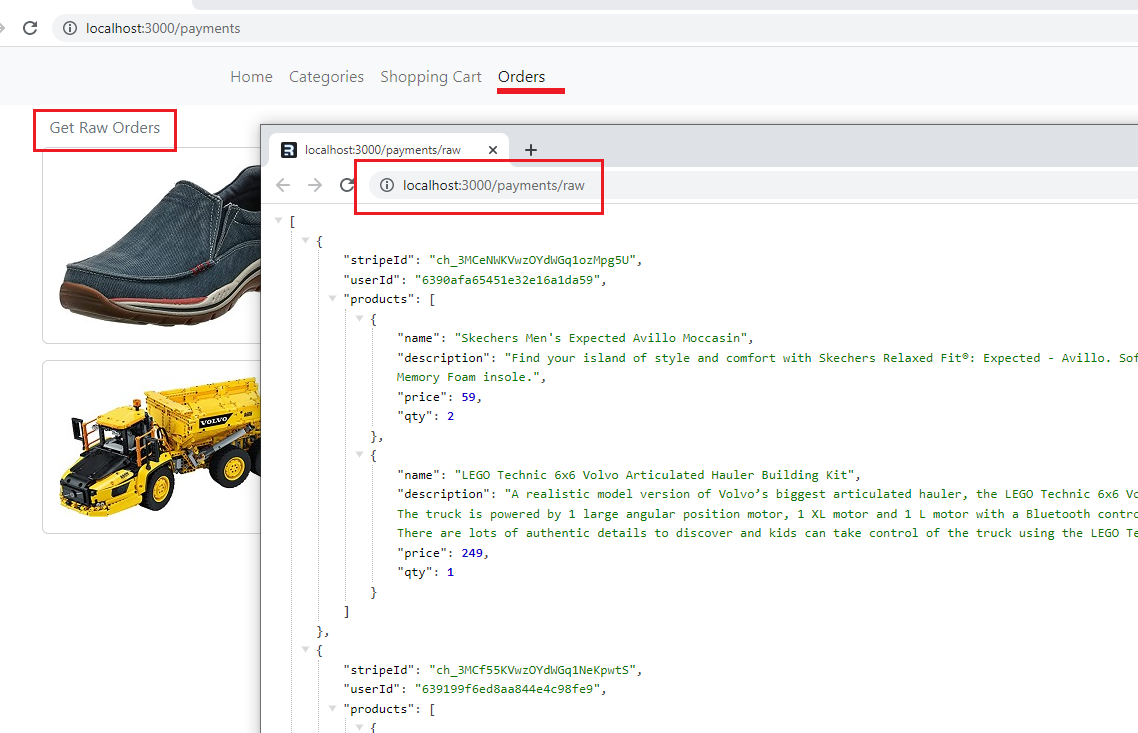 localhost:3000/payments
Home Categories Shopping Cart Orders
Get Raw Orders
localhost:3000/payments/raw
localhost:3000/payments/raw
[
{
"stripeId": "ch_3MCeNWKVwzOYdWGq1ozMpg5U",
"userId": "6390afa65451e32e16a1da59",
"products": [
{
"name": "Skechers Men's Expected Avillo Moccasin",
"description": "Find your island of style and comfort with Skechers Relaxed Fit®: Expected - Avillo. Sof
Memory Foam insole.",
"price": 59,
"qty": 2
},
{
"name": "LEGO Technic 6x6 Volvo Articulated Hauler Building Kit",
"description": "A realistic model version of Volvo’s biggest articulated hauler, the LEGO Technic 6x6 Vo
The truck is powered by 1 large angular position motor, 1 XL motor and 1 L motor with a Bluetooth contro
There are lots of authentic details to discover and kids can take control of the truck using the LEGO Te
"price": 249,
"qty": 1
}
]
},
{
"stripeId": "ch_3MCf55KVwzOYdWGq1NeKpwtS",
"userId": "639199f6ed8aa844e4c98fe9",
"products": [
{
VOLVO